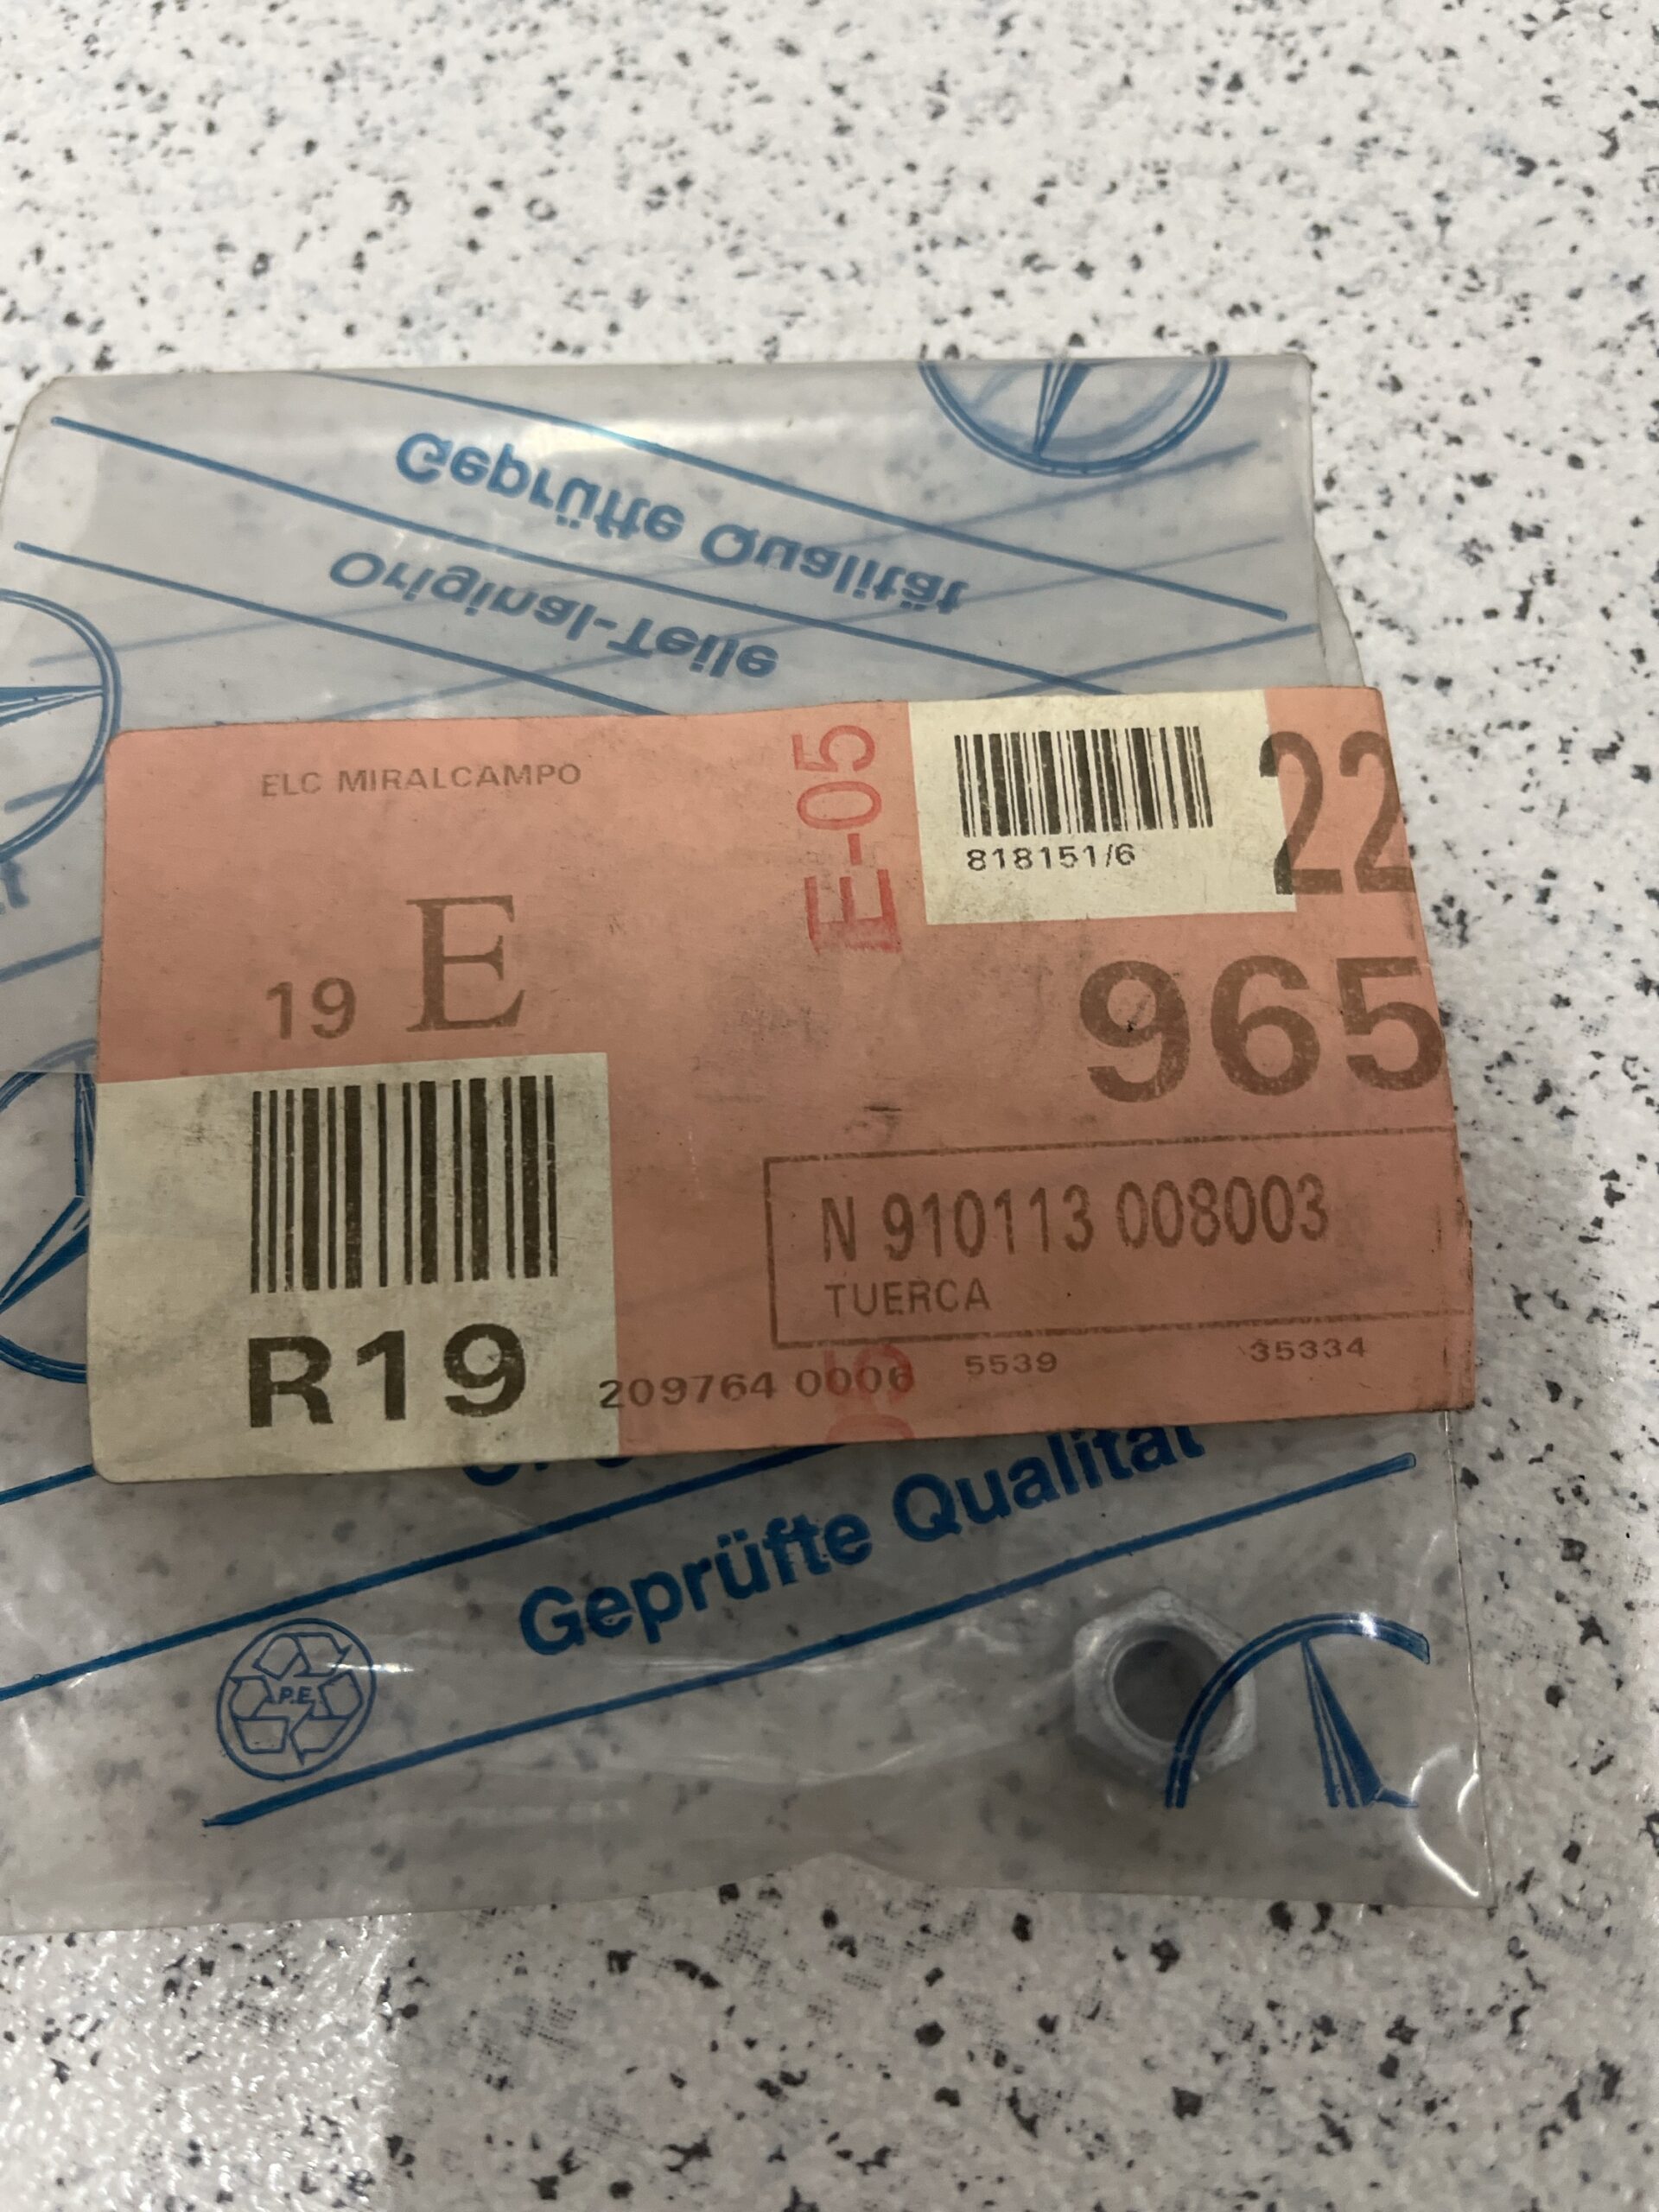 Geprüfte Qualität
Original-Teile
ELC MIRALCAMPO
E-05
818151/6
22
19 E
965
R19
N 910113 008003
TUERCA
209764 0006 5539 35334
05
Geprüfte Qualität
P.E.